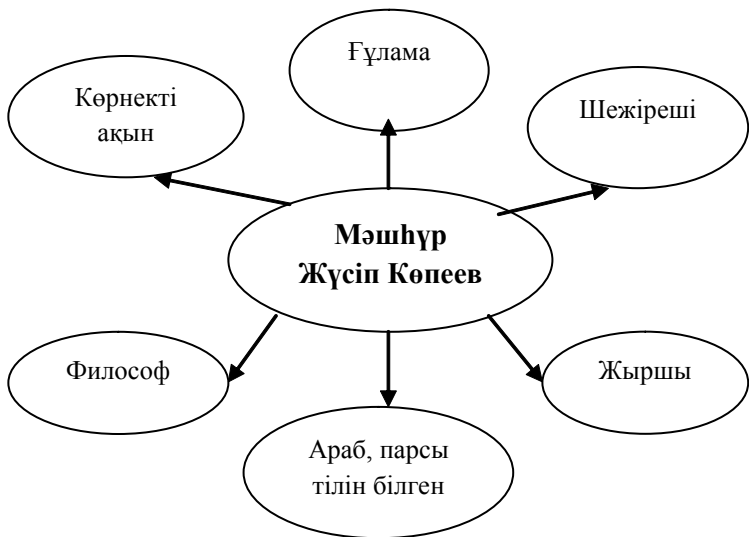 Ғұлама
Көрнекті
ақын
Шежіреші
Мәшһүр
Жүсіп Көпеев
Философ
Жыршы
Араб, парсы
тілін білген